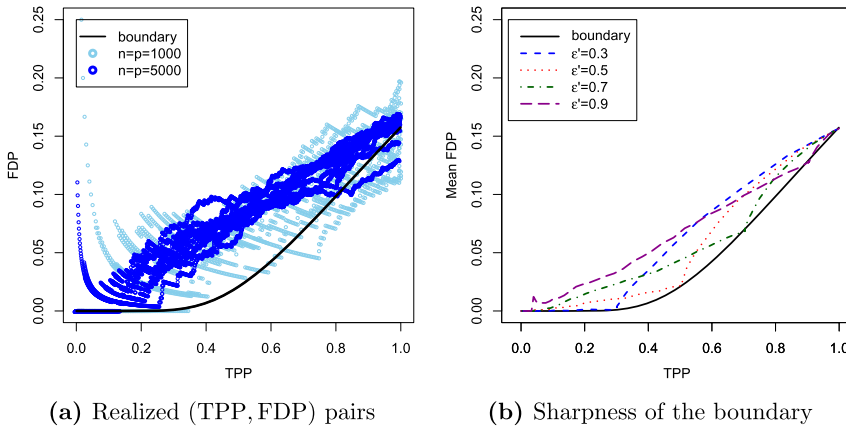 boundary
n=p=1000
n=p=5000
0.25
0.20
0.15
0.10
0.05
0.00
FDP
0.0 0.2 0.4 0.6 0.8 1.0
TPP
(a) Realized (TPP, FDP) pairs
boundary
ε'=0.3
ε'=0.5
ε'=0.7
ε'=0.9
0.25
0.20
0.15
0.10
0.05
0.00
Mean FDP
0.0 0.2 0.4 0.6 0.8 1.0
TPP
(b) Sharpness of the boundary